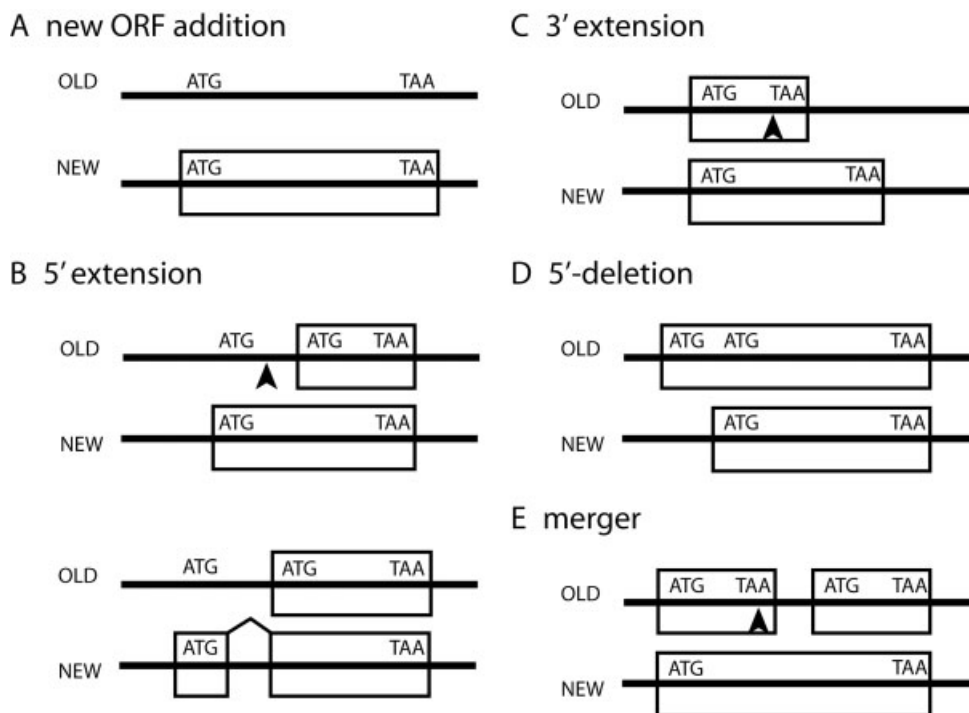 A new ORF addition
OLD ATG TAA
NEW ATG TAA
B 5' extension
OLD ATG ATG TAA
NEW ATG TAA
OLD ATG ATG TAA
NEW ATG TAA
C 3' extension
OLD ATG TAA
NEW ATG TAA
D 5'-deletion
OLD ATG ATG TAA
NEW ATG TAA
E merger
OLD ATG TAA ATG TAA
NEW ATG TAA